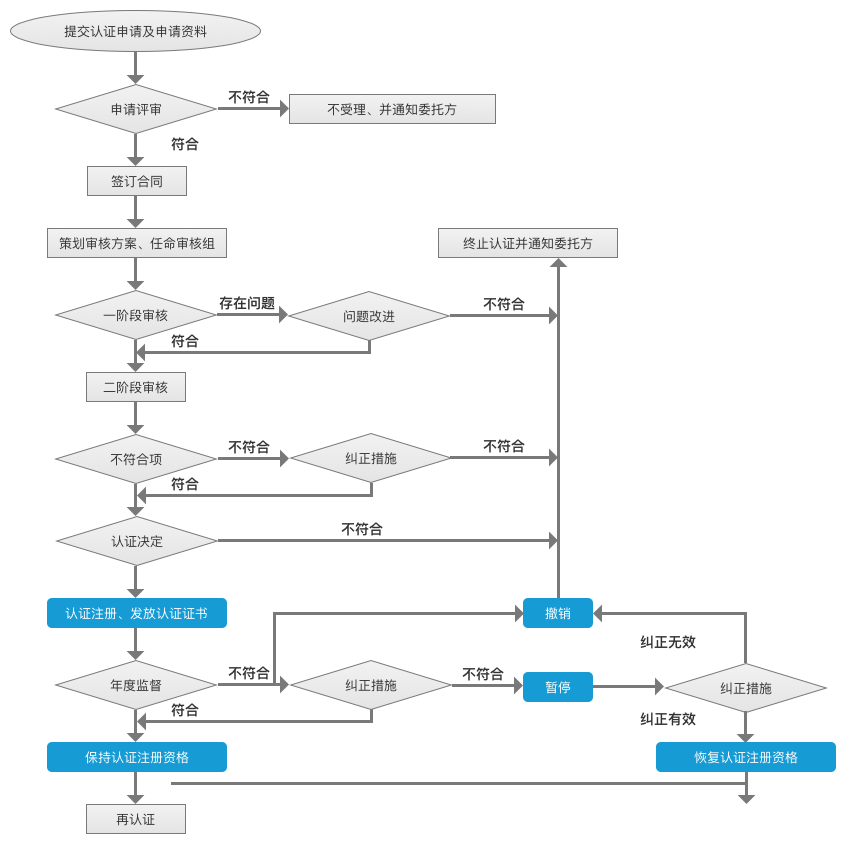 提交认证申请及申请资料
不符合
申请评审
不受理、并通知委托方
符合
签订合同
策划审核方案、任命审核组
终止认证并通知委托方
存在问题
不符合
一阶段审核
问题改进
符合
二阶段审核
不符合
不符合
不符合项
纠正措施
符合
不符合
认证决定
认证注册、发放认证证书
撤销
纠正无效
不符合
不符合
年度监督
纠正措施
暂停
纠正措施
符合
纠正有效
保持认证注册资格
恢复认证注册资格
再认证